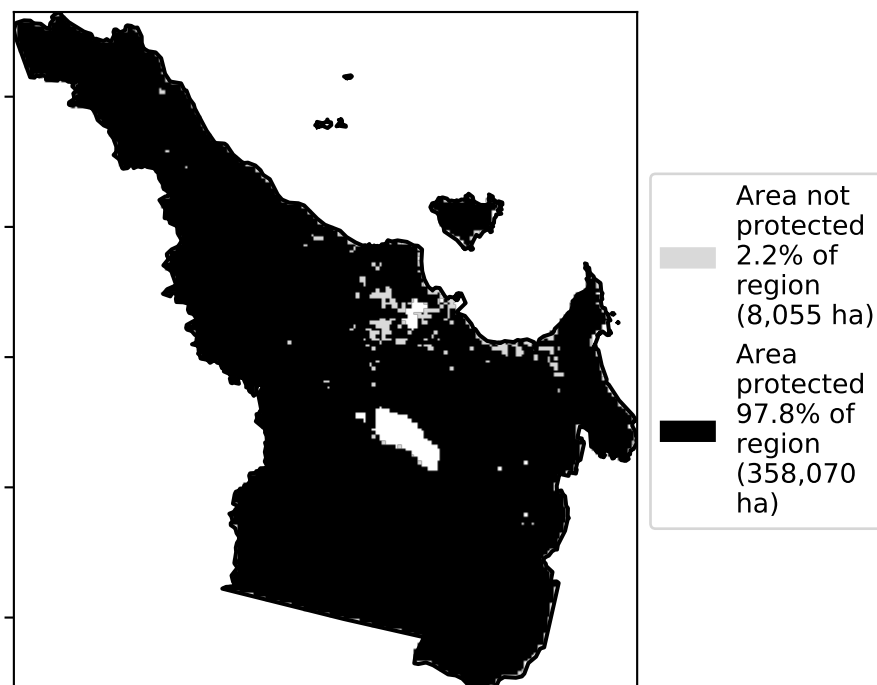 Area not
protected
2.2% of
region
(8,055 ha)
Area
protected
97.8% of
region
(358,070
ha)